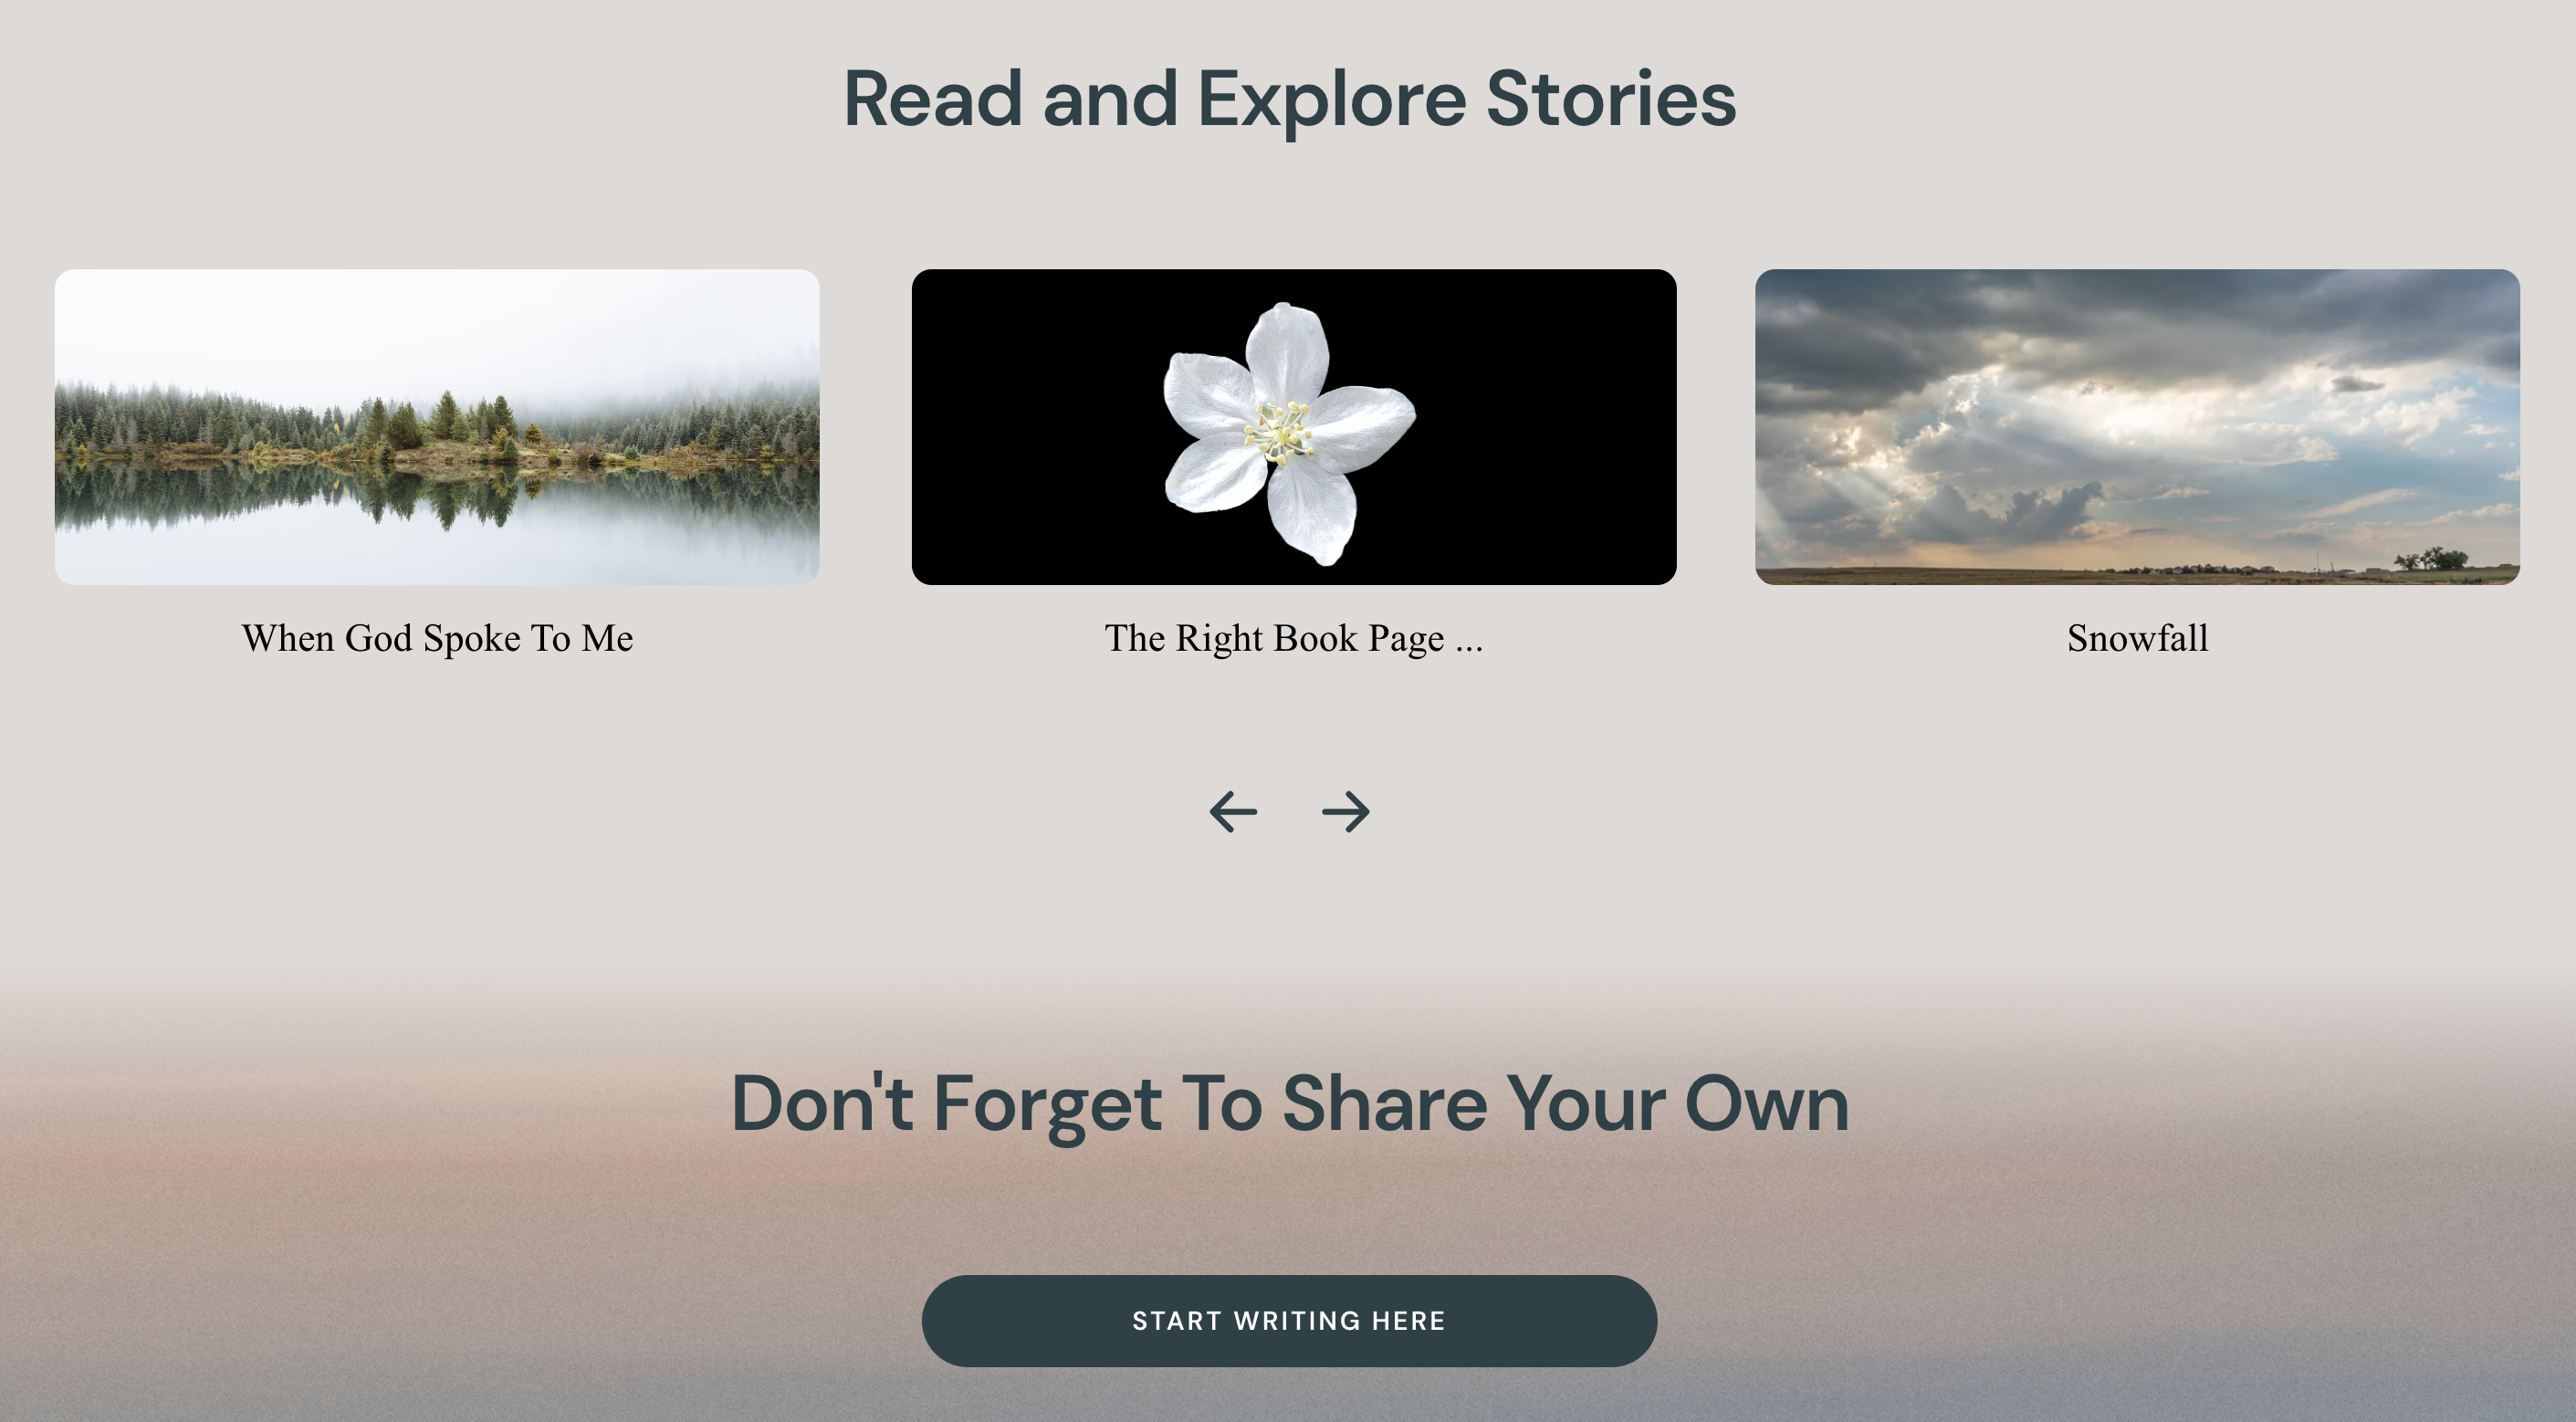 Read and Explore Stories
When God Spoke To Me
The Right Book Page ...
Snowfall
Don't Forget To Share Your Own
START WRITING HERE